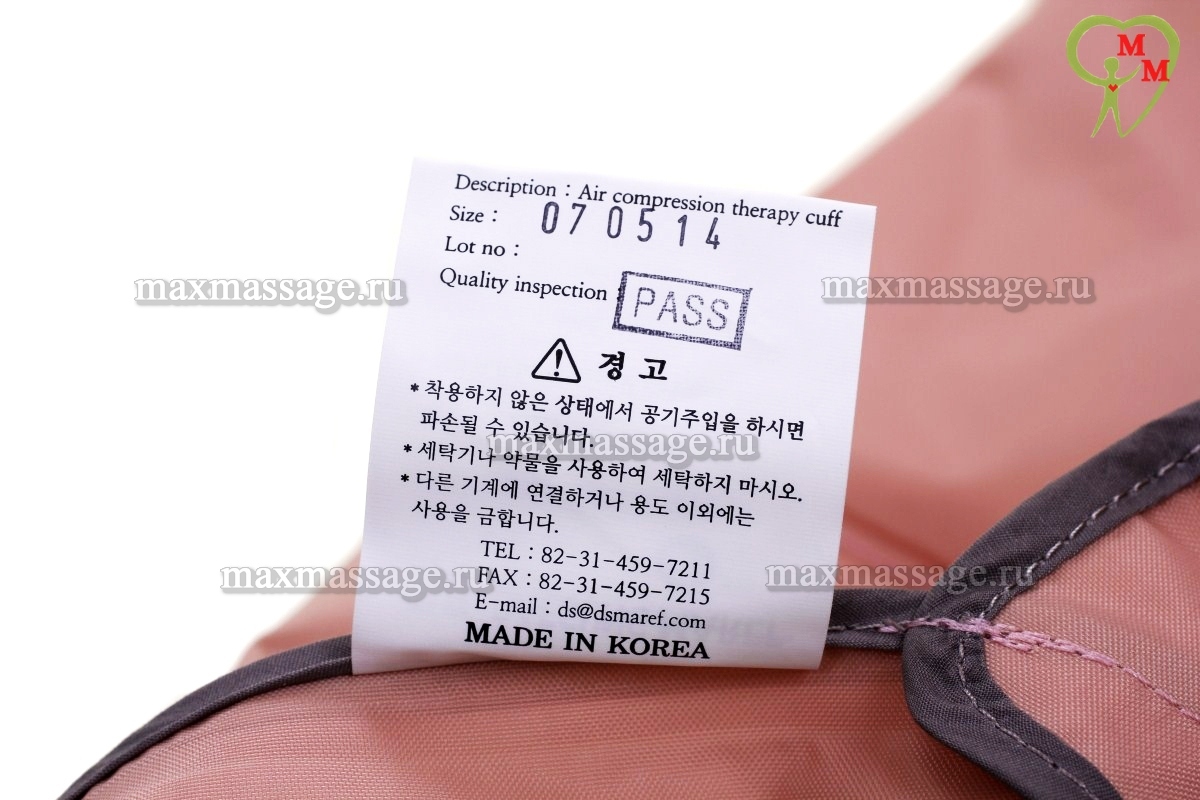 M
M
Description : Air compression therapy cuff
Size : 070514
Lot no :
Quality inspection : PASS
경 고
* 착용하지 않은 상태에서 공기주입을 하시면
파손될 수 있습니다.
* 세탁기나 약물을 사용하여 세탁하지 마시오.
* 다른 기계에 연결하거나 용도 이외에는
사용을 금합니다.
TEL : 82-31-459-7211
FAX : 82-31-459-7215
E-mail : ds@dsmaref.com
MADE IN KOREA
maxmassage.ru
maxmassage.ru
maxmassage.ru
maxmassage.ru
maxmassage.ru